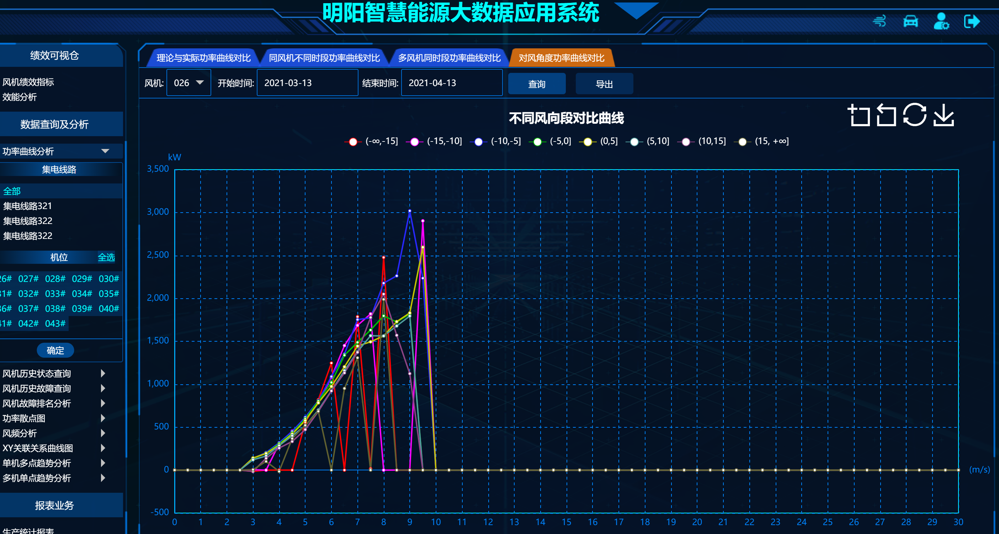 明阳智慧能源大数据应用系统
绩效可视仓
风机绩效指标
效能分析
数据查询及分析
功率曲线分析
集电线路
全部
集电线路321
集电线路322
集电线路322
机位 全选
26# 027# 028# 029# 030#
31# 032# 033# 034# 035#
36# 037# 038# 039# 040#
41# 042# 043#
确定
风机历史状态查询
风机历史故障查询
风机故障排名分析
功率散点图
风频分析
XY关联关系曲线图
单机多点趋势分析
多机单点趋势分析
报表业务
生产统计报表
理论与实际功率曲线对比 同风机不同时段功率曲线对比 多风机同时段功率曲线对比 对风角度功率曲线对比
风机: 026 开始时间: 2021-03-13 结束时间: 2021-04-13 查询 导出
不同风向段对比曲线
(-∞,-15] (-15,-10] (-10,-5] (-5,0] (0,5] (5,10] (10,15] (15, +∞]
kW
3,500
3,000
2,500
2,000
1,500
1,000
500
0
-500
(m/s)
0 1 2 3 4 5 6 7 8 9 10 11 12 13 14 15 16 17 18 19 20 21 22 23 24 25 26 27 28 29 30